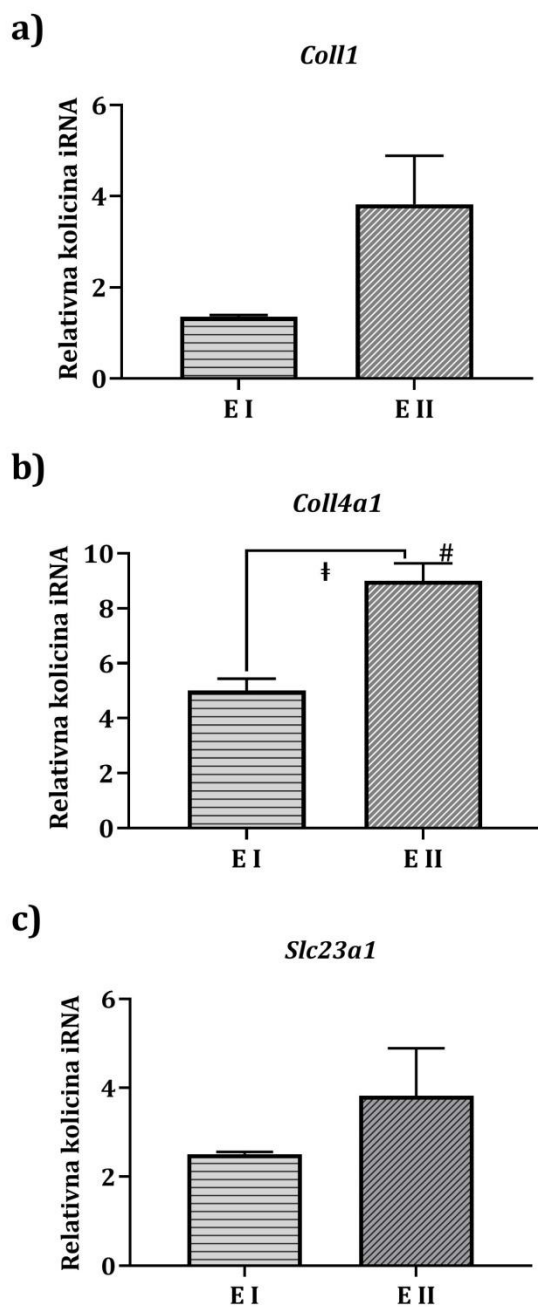 a)
Coll1
Relativna kolicina iRNA
6
4
2
0
E I
E II
b)
Coll4a1
Relativna kolicina iRNA
10
8
6
4
2
0
ǂ
#
E I
E II
c)
Slc23a1
Relativna kolicina iRNA
6
4
2
0
E I
E II